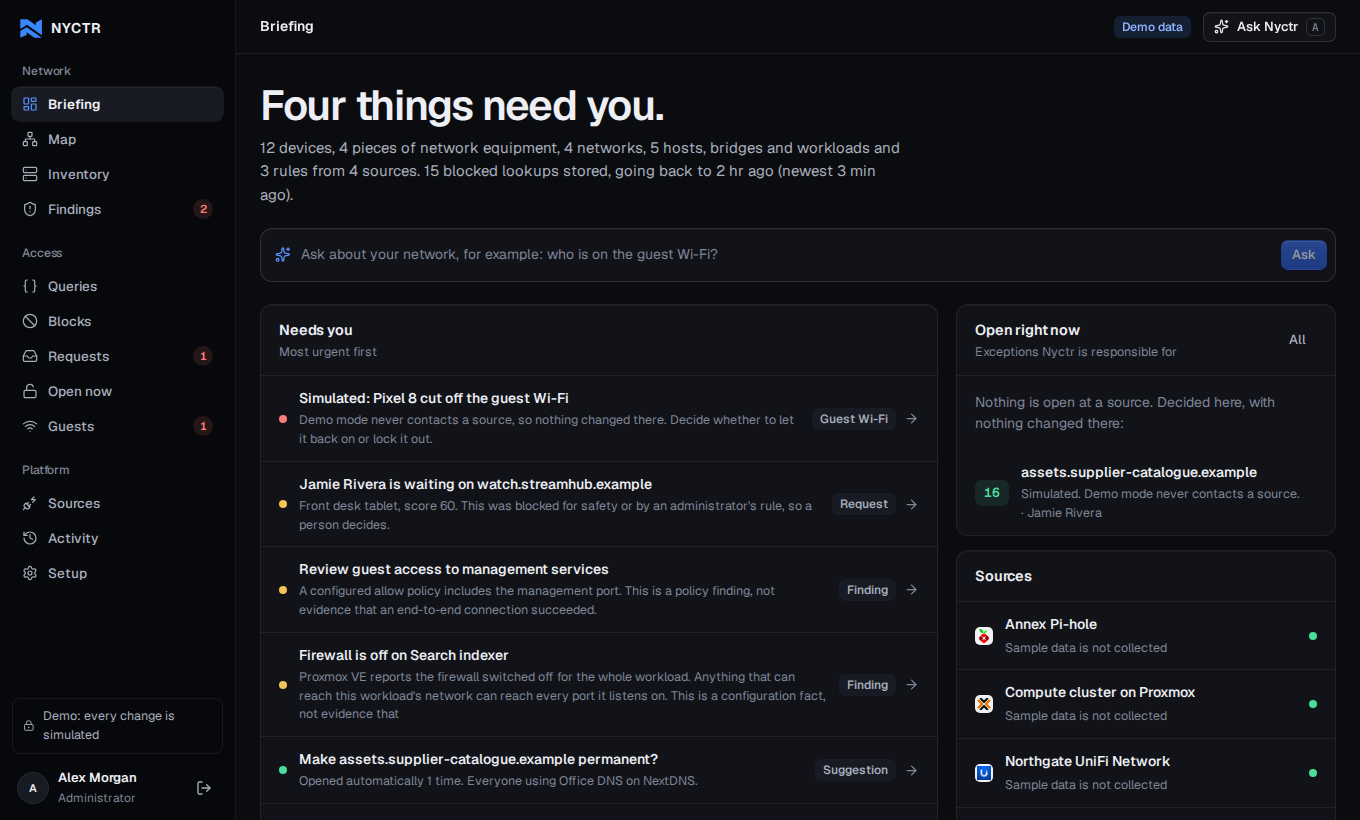 NYCTR
Network
Briefing
Map
Inventory
Findings
2
Access
Queries
Blocks
Requests
1
Open now
Guests
1
Platform
Sources
Activity
Setup
Demo: every change is
simulated
A
Alex Morgan
Administrator
Briefing
Demo data
Ask Nyctr
A
Four things need you.
12 devices, 4 pieces of network equipment, 4 networks, 5 hosts, bridges and workloads and
3 rules from 4 sources. 15 blocked lookups stored, going back to 2 hr ago (newest 3 min
ago).
Ask about your network, for example: who is on the guest Wi-Fi?
Ask
Needs you
Most urgent first
Simulated: Pixel 8 cut off the guest Wi-Fi
Demo mode never contacts a source, so nothing changed there. Decide whether to let
it back on or lock it out.
Guest Wi-Fi
Jamie Rivera is waiting on watch.streamhub.example
Front desk tablet, score 60. This was blocked for safety or by an administrator's rule, so a
person decides.
Request
Review guest access to management services
A configured allow policy includes the management port. This is a policy finding, not
evidence that an end-to-end connection succeeded.
Finding
Firewall is off on Search indexer
Proxmox VE reports the firewall switched off for the whole workload. Anything that can
reach this workload's network can reach every port it listens on. This is a configuration fact,
not evidence that
Finding
Make assets.supplier-catalogue.example permanent?
Opened automatically 1 time. Everyone using Office DNS on NextDNS.
Suggestion
Open right now
Exceptions Nyctr is responsible for
All
Nothing is open at a source. Decided here, with
nothing changed there:
16
assets.supplier-catalogue.example
Simulated. Demo mode never contacts a source.
· Jamie Rivera
Sources
Annex Pi-hole
Sample data is not collected
Compute cluster on Proxmox
Sample data is not collected
Northgate UniFi Network
Sample data is not collected